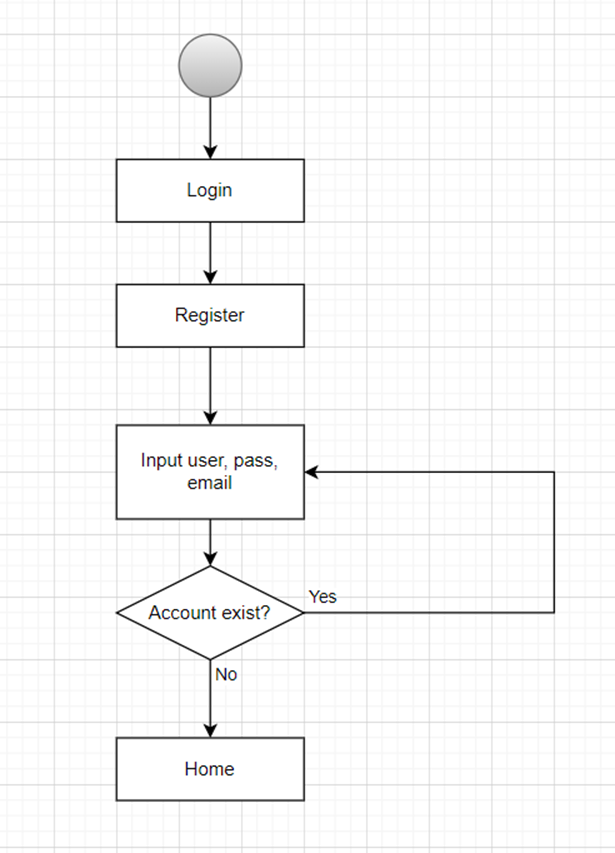 Login
Register
Input user, pass,
email
Yes
Account exist?
No
Home